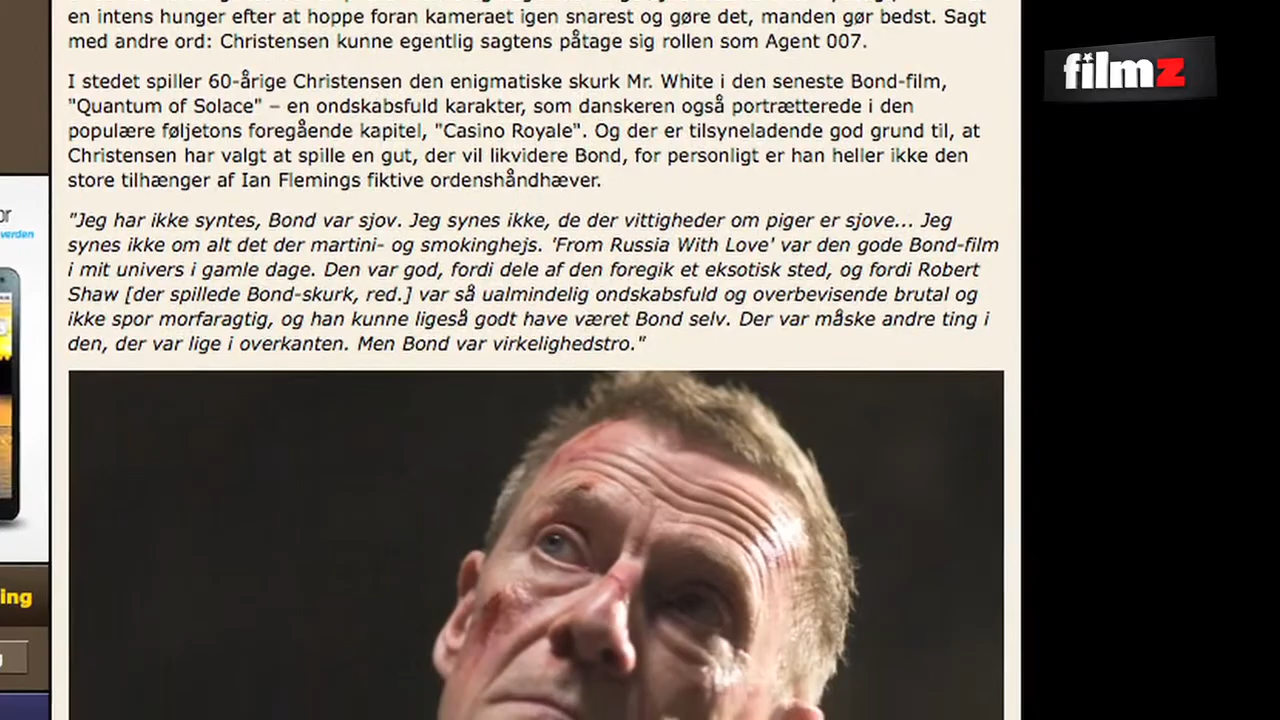 en intens hunger efter at hoppe foran kameraet igen snarest og gøre det, manden gør bedst. Sagt
med andre ord: Christensen kunne egentlig sagtens påtage sig rollen som Agent 007.
I stedet spiller 60-årige Christensen den enigmatiske skurk Mr. White i den seneste Bond-film,
"Quantum of Solace" – en ondskabsfuld karakter, som danskeren også portrætterede i den
populære føljetons foregående kapitel, "Casino Royale". Og der er tilsyneladende god grund til, at
Christensen har valgt at spille en gut, der vil likvidere Bond, for personligt er han heller ikke den
store tilhænger af Ian Flemings fiktive ordenshåndhæver.
"Jeg har ikke syntes, Bond var sjov. Jeg synes ikke, de der vittigheder om piger er sjove... Jeg
synes ikke om alt det der martini- og smokinghejs. 'From Russia With Love' var den gode Bond-film
i mit univers i gamle dage. Den var god, fordi dele af den foregik et eksotisk sted, og fordi Robert
Shaw [der spillede Bond-skurk, red.] var så ualmindelig ondskabsfuld og overbevisende brutal og
ikke spor morfaragtig, og han kunne ligeså godt have været Bond selv. Der var måske andre ting i
den, der var lige i overkanten. Men Bond var virkelighedstro."
filmz
or
verden
ing